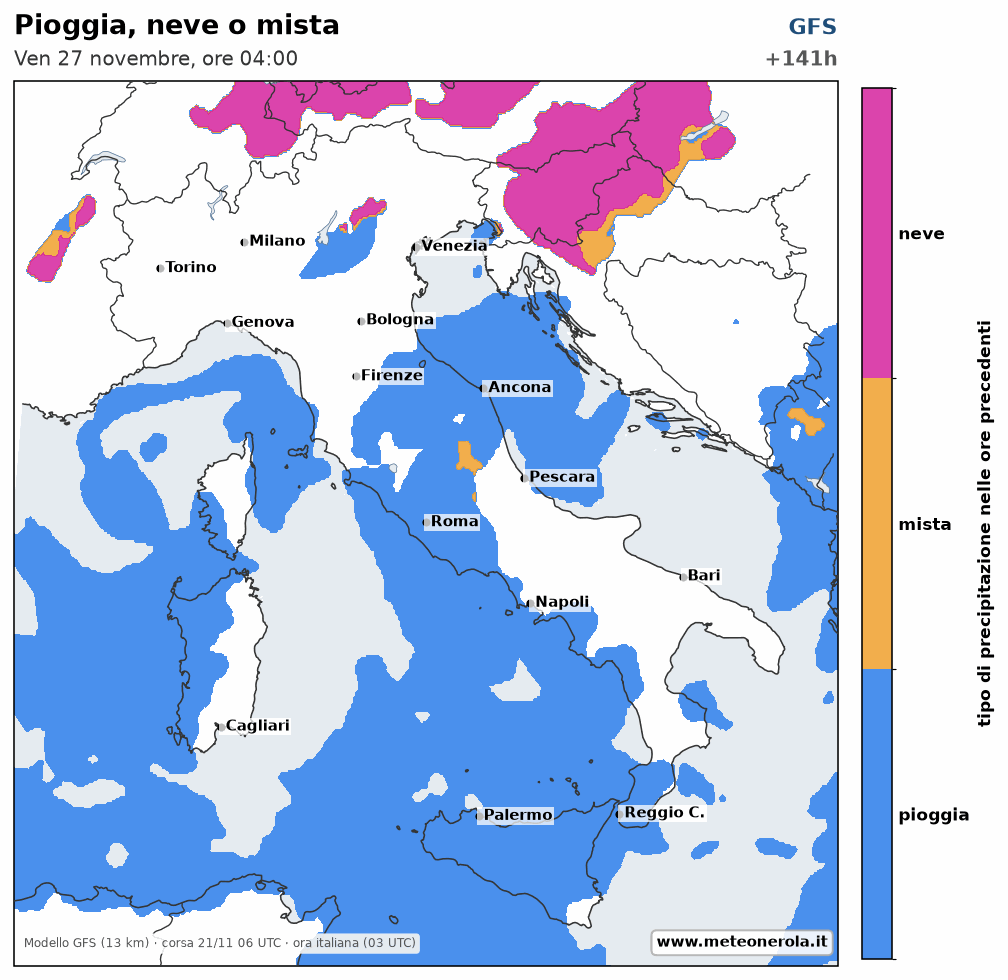 Pioggia, neve o mista
GFS
Ven 27 novembre, ore 04:00
+141h
neve
Milano
Venezia
Torino
Genova
Bologna
Firenze
Ancona
Pescara
mista
Roma
Bari
Napoli
Cagliari
Palermo
Reggio C.
pioggia
tipo di precipitazione nelle ore precedenti
Modello GFS (13 km) · corsa 21/11 06 UTC · ora italiana (03 UTC)
www.meteonerola.it